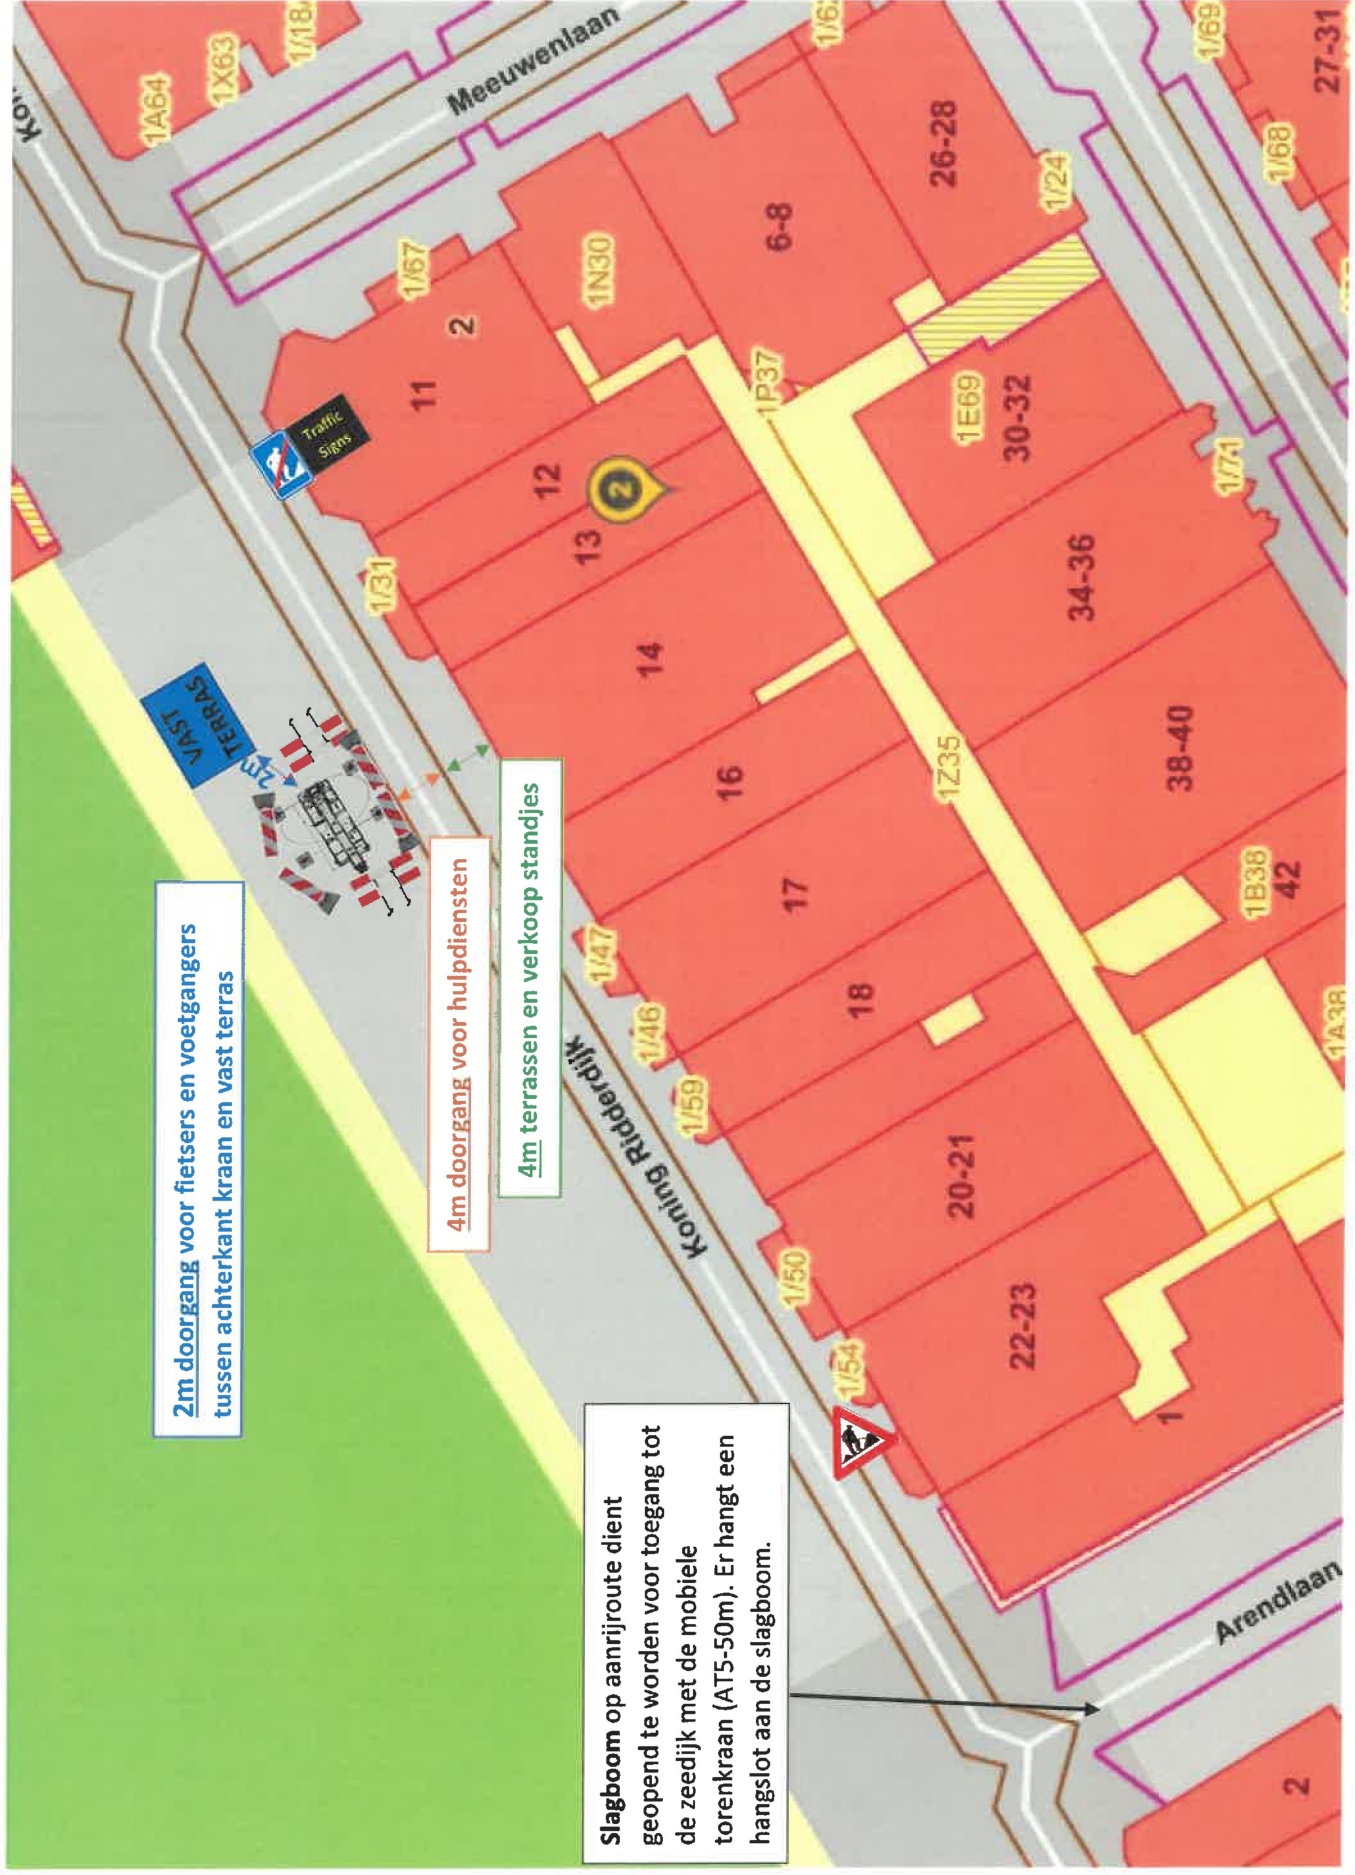 2m doorgang voor fietsers en voetgangers
tussen achterkant kraan en vast terras
VAST
TERRAS
2m
4m doorgang voor hulpdiensten
4m terrassen en verkoop standjes
Slagboom op aanrijroute dient
geopend te worden voor toegang tot
de zeedijk met de mobiele
torenkraan (AT5-50m). Er hangt een
hangslot aan de slagboom.
Traffic
Signs
Koning Ridderdijk
Meeuwenlaan
Arendlaan
Kon
1A64
1X63
1/18
1/67
2
11
1N30
6-8
26-28
1/24
1/69
1/68
27-31
1/31
12
2
13
1P37
1E69
30-32
1/71
14
34-36
16
1Z35
38-40
17
1/47
1B38
42
18
1/46
1/59
1A38
20-21
1/50
22-23
1/54
1
2